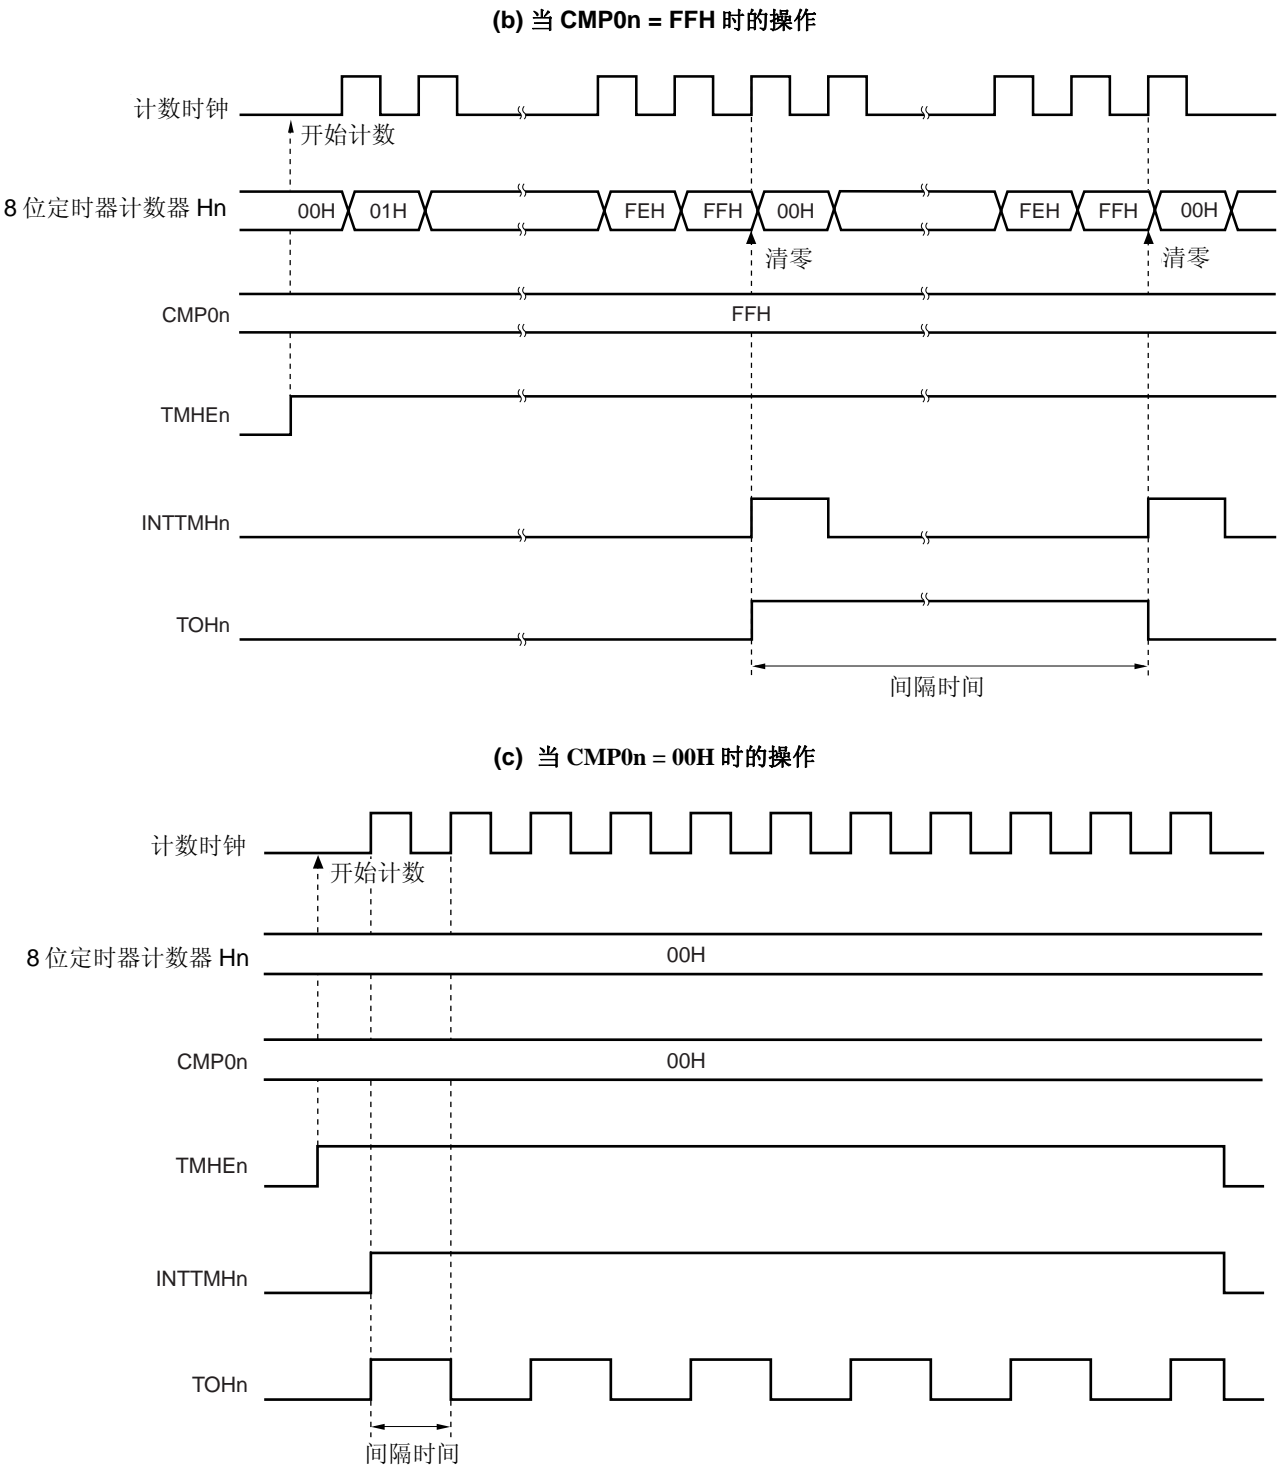 (b) 当 CMP0n = FFH 时的操作
计数时钟
开始计数
8 位定时器计数器 Hn
00H 01H FEH FFH 00H FEH FFH 00H
清零 清零
CMP0n
FFH
TMHEn
INTTMHn
TOHn
间隔时间
(c) 当 CMP0n = 00H 时的操作
计数时钟
开始计数
8 位定时器计数器 Hn
00H
CMP0n
00H
TMHEn
INTTMHn
TOHn
间隔时间